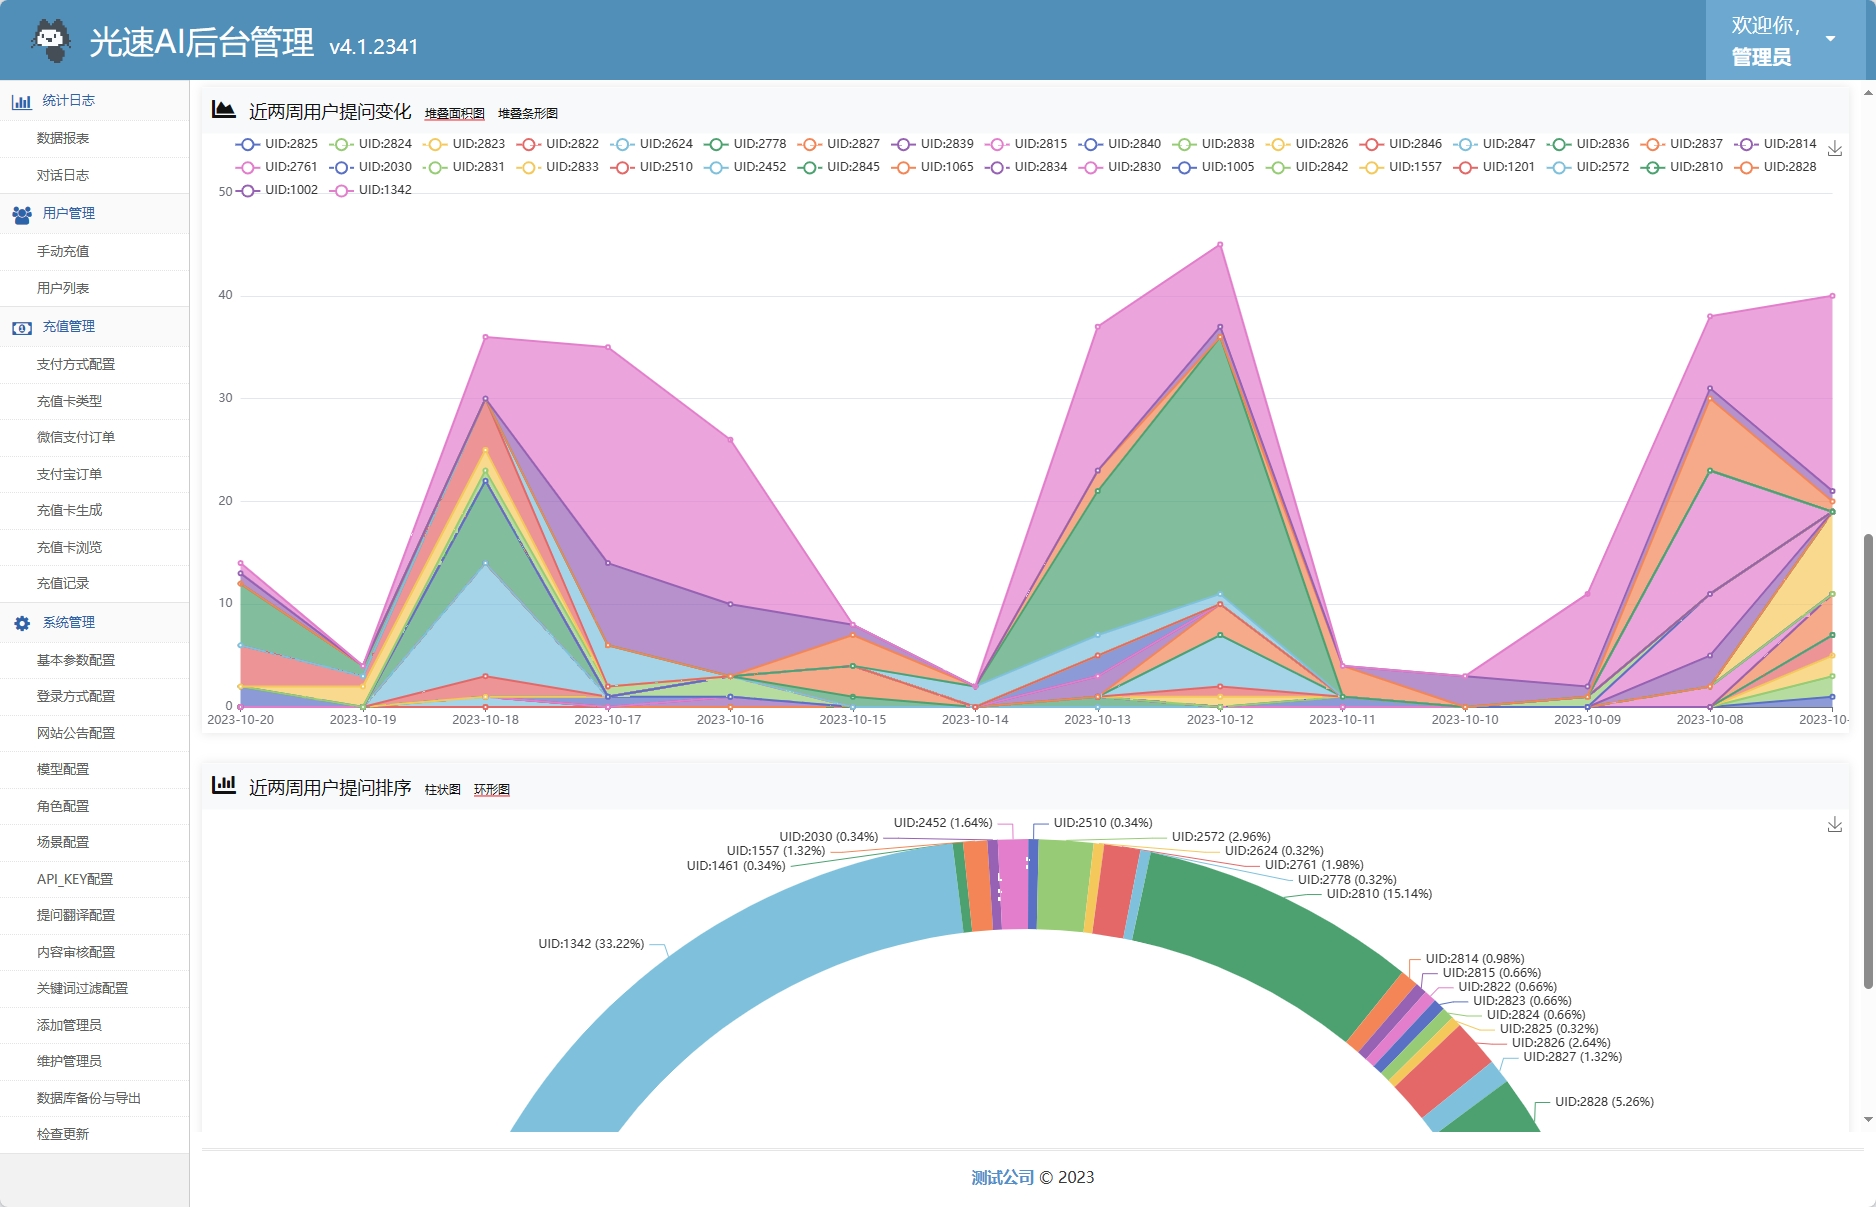 光速AI后台管理 v4.1.2341
欢迎你,
管理员
统计日志
数据报表
对话日志
用户管理
手动充值
用户列表
充值管理
支付方式配置
充值卡类型
微信支付订单
支付宝订单
充值卡生成
充值卡浏览
充值记录
系统管理
基本参数配置
登录方式配置
网站公告配置
模型配置
角色配置
场景配置
API_KEY配置
提问翻译配置
内容审核配置
关键词过滤配置
添加管理员
维护管理员
数据库备份与导出
检查更新
近两周用户提问变化 堆叠面积图 堆叠条形图
UID:2825 UID:2824 UID:2823 UID:2822 UID:2624 UID:2778 UID:2827 UID:2839 UID:2815 UID:2840 UID:2838 UID:2826 UID:2846 UID:2847 UID:2836 UID:2837 UID:2814
UID:2761 UID:2030 UID:2831 UID:2833 UID:2510 UID:2452 UID:2845 UID:1065 UID:2834 UID:2830 UID:1005 UID:2842 UID:1557 UID:1201 UID:2572 UID:2810 UID:2828
UID:1002 UID:1342
50
40
30
20
10
0
2023-10-20 2023-10-19 2023-10-18 2023-10-17 2023-10-16 2023-10-15 2023-10-14 2023-10-13 2023-10-12 2023-10-11 2023-10-10 2023-10-09 2023-10-08 2023-10-
近两周用户提问排序 柱状图 环形图
UID:2452 (1.64%) UID:2510 (0.34%)
UID:2030 (0.34%) UID:2572 (2.96%)
UID:1557 (1.32%) UID:2624 (0.32%)
UID:1461 (0.34%) UID:2761 (1.98%)
UID:2778 (0.32%)
UID:2810 (15.14%)
UID:1342 (33.22%)
UID:2814 (0.98%)
UID:2815 (0.66%)
UID:2822 (0.66%)
UID:2823 (0.66%)
UID:2824 (0.66%)
UID:2825 (0.32%)
UID:2826 (2.64%)
UID:2827 (1.32%)
UID:2828 (5.26%)
测试公司 © 2023